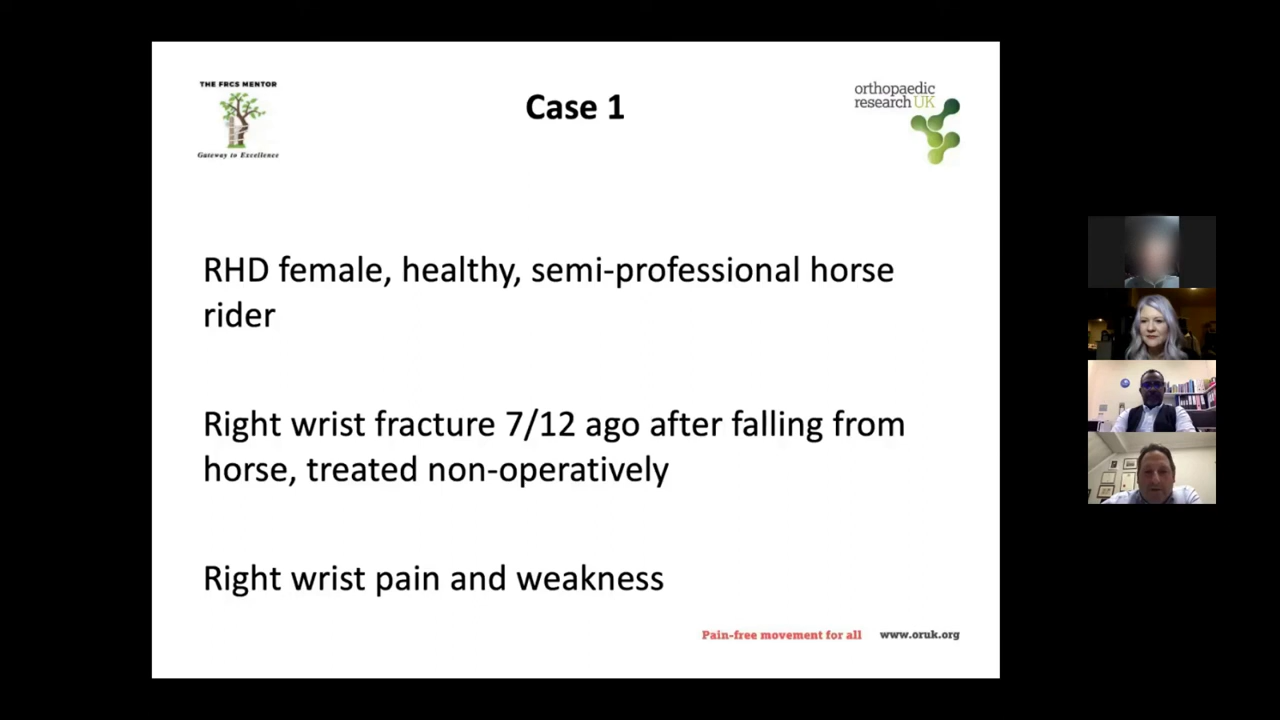 THE FRCS MENTOR
Gateway to Excellence
Case 1
orthopaedic
research UK
RHD female, healthy, semi-professional horse
rider
Right wrist fracture 7/12 ago after falling from
horse, treated non-operatively
Right wrist pain and weakness
Pain-free movement for all www.oruk.org